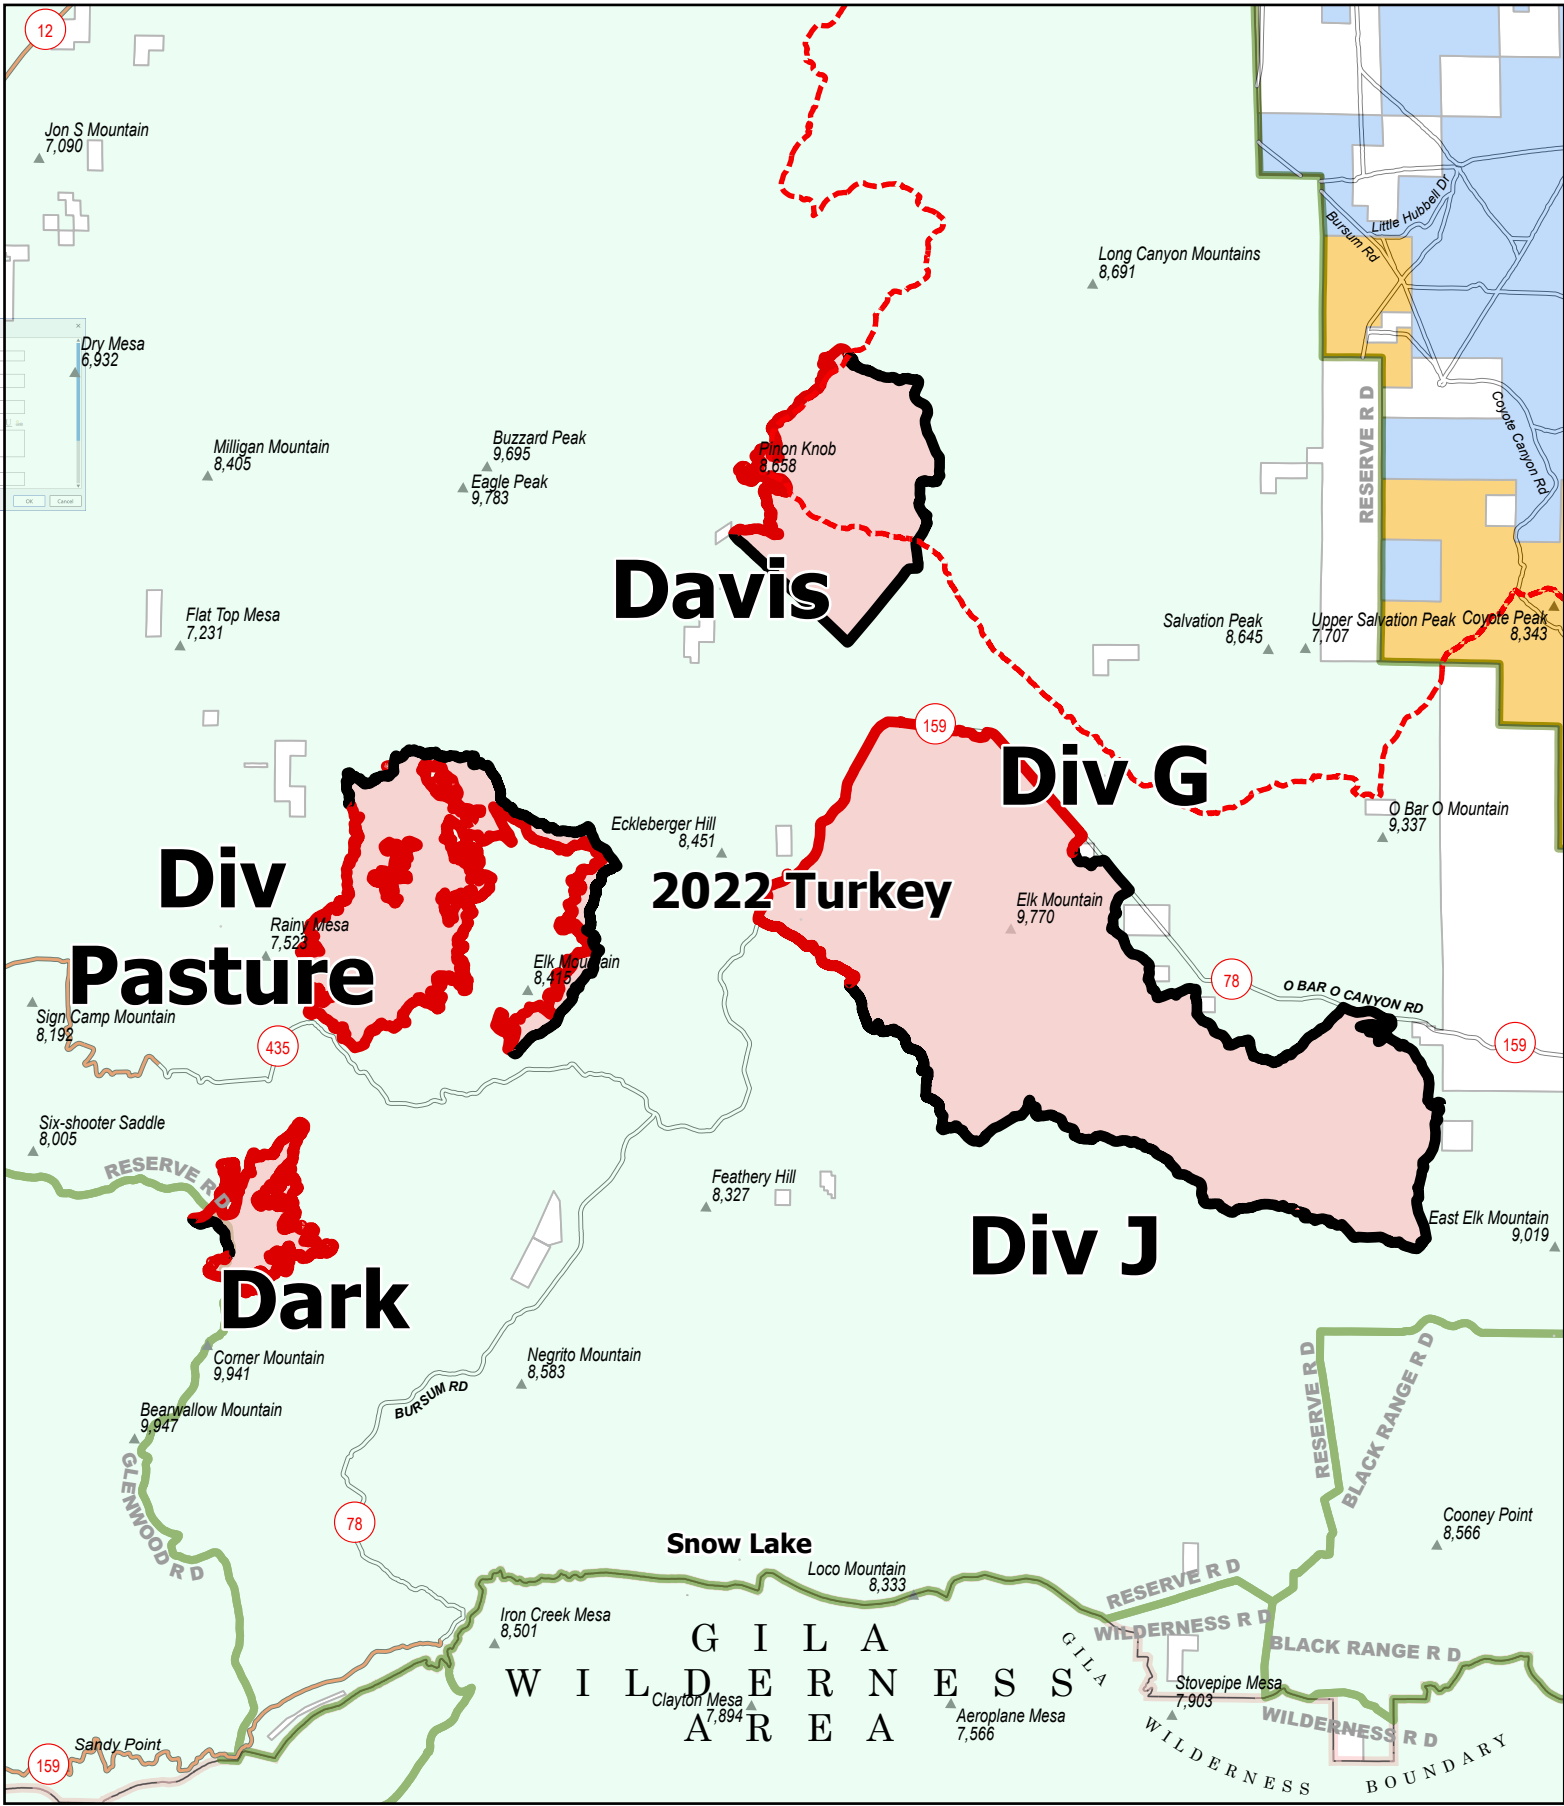 12
Jon S Mountain
7,090
Little Hubbell Dr
Bursum Rd
Long Canyon Mountains
8,691
Dry Mesa
6,932
RESERVE R D
Coyote Canyon Rd
Milligan Mountain
8,405
Buzzard Peak
9,695
Eagle Peak
9,783
Pinon Knob
8,658
OK
Cancel
Davis
Flat Top Mesa
7,231
Salvation Peak
8,645
Upper Salvation Peak
7,707
Coyote Peak
8,343
159
Div G
O Bar O Mountain
9,337
Eckleberger Hill
8,451
Div
Pasture
2022 Turkey
Elk Mountain
9,770
Rainy Mesa
7,523
Elk Mountain
8,415
78
O BAR O CANYON RD
Sign Camp Mountain
8,192
435
159
Six-shooter Saddle
8,005
RESERVE R D
Feathery Hill
8,327
Div J
East Elk Mountain
9,019
Dark
Corner Mountain
9,941
Negrito Mountain
8,583
BURSUM RD
Bearwallow Mountain
9,947
GLENWOOD R D
RESERVE R D
BLACK RANGE R D
78
Cooney Point
8,566
Snow Lake
Loco Mountain
8,333
RESERVE R D
WILDERNESS R D
BLACK RANGE R D
Iron Creek Mesa
8,501
GILA
WILDERNESS
AREA
Clayton Mesa
7,894
Aeroplane Mesa
7,566
Stovepipe Mesa
7,903
WILDERNESS R D
GILA
WILDERNESS
BOUNDARY
Sandy Point
159